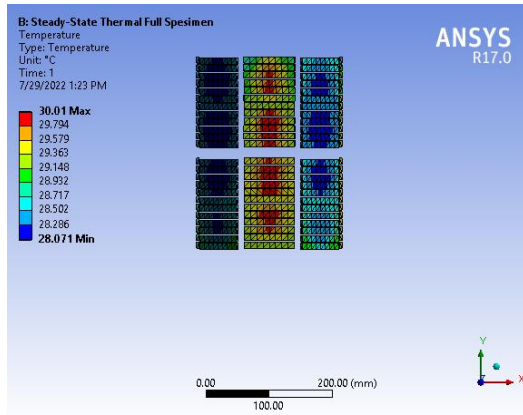 B: Steady-State Thermal Full Spesimen
Temperature
Type: Temperature
Unit: °C
Time: 1
7/29/2022 1:23 PM
ANSYS
R17.0
30.01 Max
29.794
29.579
29.363
29.148
28.932
28.717
28.502
28.286
28.071 Min
0.00
200.00 (mm)
100.00
Y
Z
X